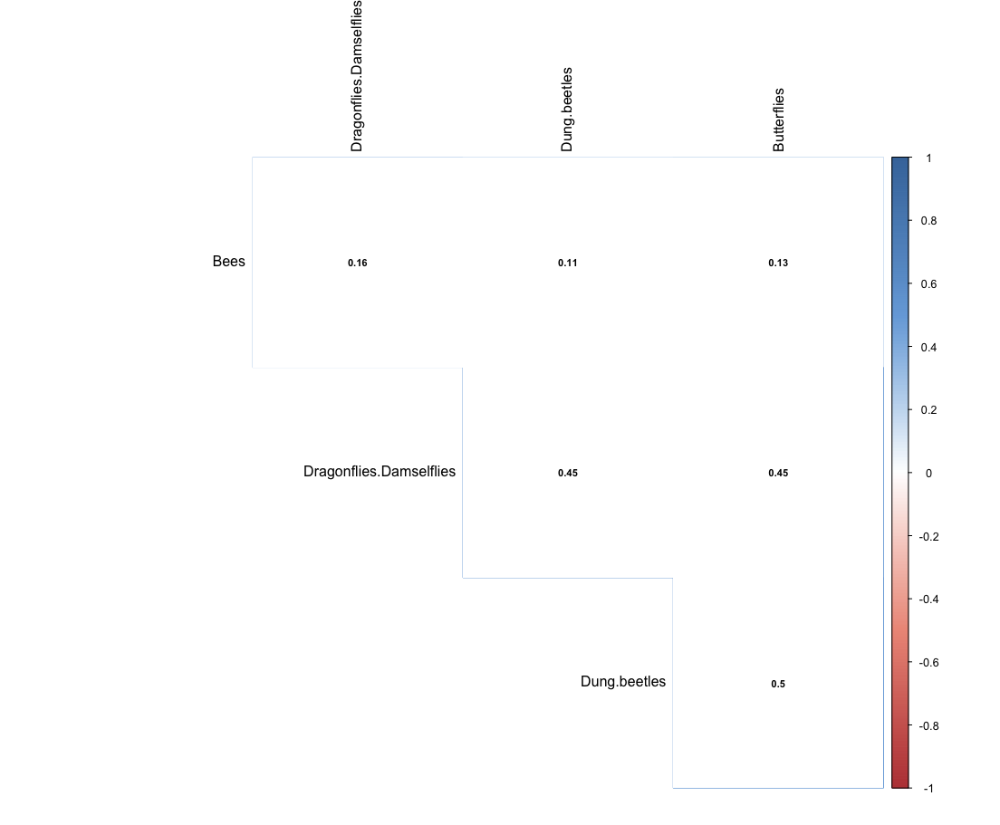 Dragonflies.Damselflies
Dung.beetles
Butterflies
Bees 0.16 0.11 0.13
Dragonflies.Damselflies 0.45 0.45
Dung.beetles 0.5
1
0.8
0.6
0.4
0.2
0
-0.2
-0.4
-0.6
-0.8
-1